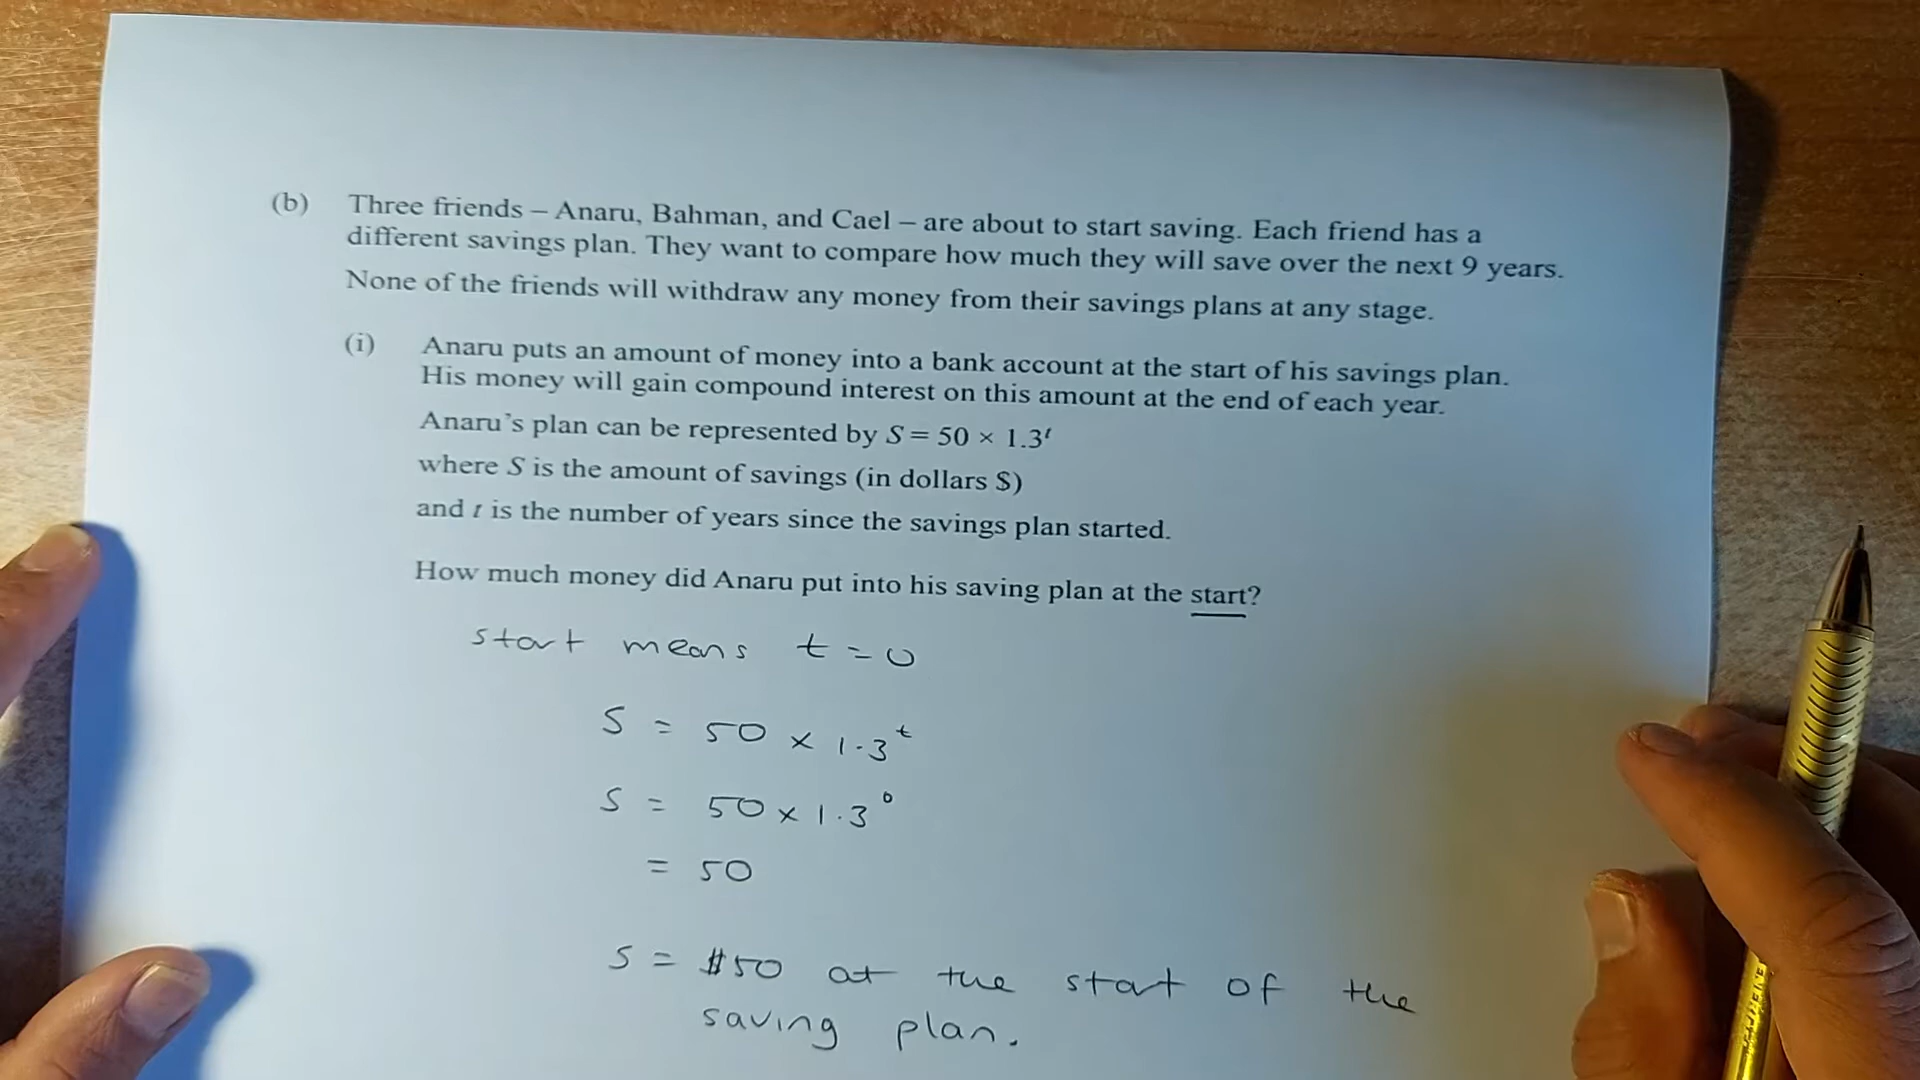 (b) Three friends – Anaru, Bahman, and Cael – are about to start saving. Each friend has a
different savings plan. They want to compare how much they will save over the next 9 years.
None of the friends will withdraw any money from their savings plans at any stage.
(i) Anaru puts an amount of money into a bank account at the start of his savings plan.
His money will gain compound interest on this amount at the end of each year.
Anaru's plan can be represented by S = 50 × 1.3ᵗ
where S is the amount of savings (in dollars $)
and t is the number of years since the savings plan started.
How much money did Anaru put into his saving plan at the start?
start means t = 0
S = 50 × 1.3ᵗ
S = 50 × 1.3⁰
= 50
S = $50 at the start of the
saving plan.